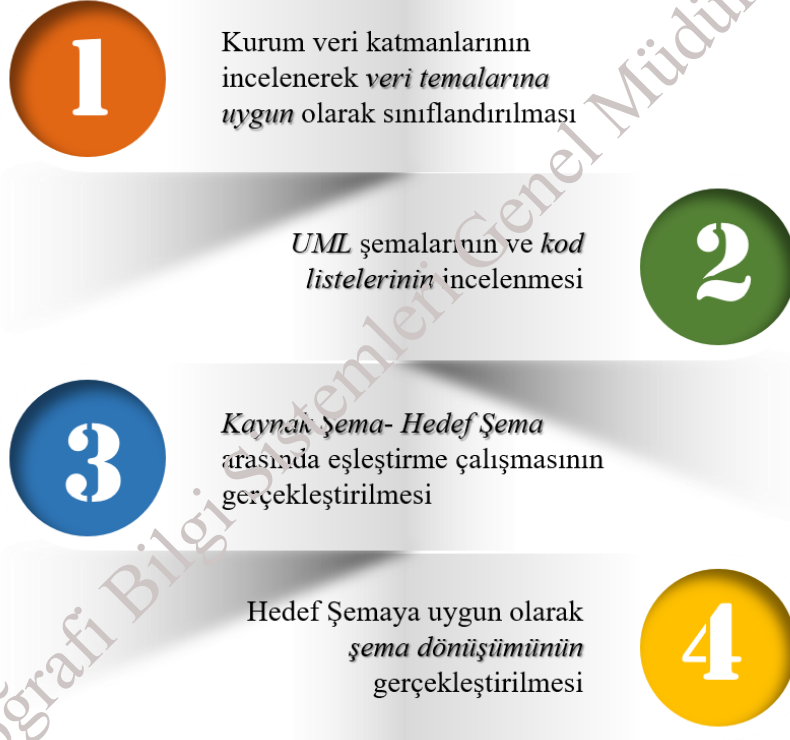 1
Kurum veri katmanlarının
incelenerek veri temalarına
uygun olarak sınıflandırılması
UML şemalarının ve kod
listelerinin incelenmesi
2
3
Kaynak Şema- Hedef Şema
arasında eşleştirme çalışmasının
gerçekleştirilmesi
Hedef Şemaya uygun olarak
şema dönüşümünün
gerçekleştirilmesi
4
Bilgi Sistemleri Genel